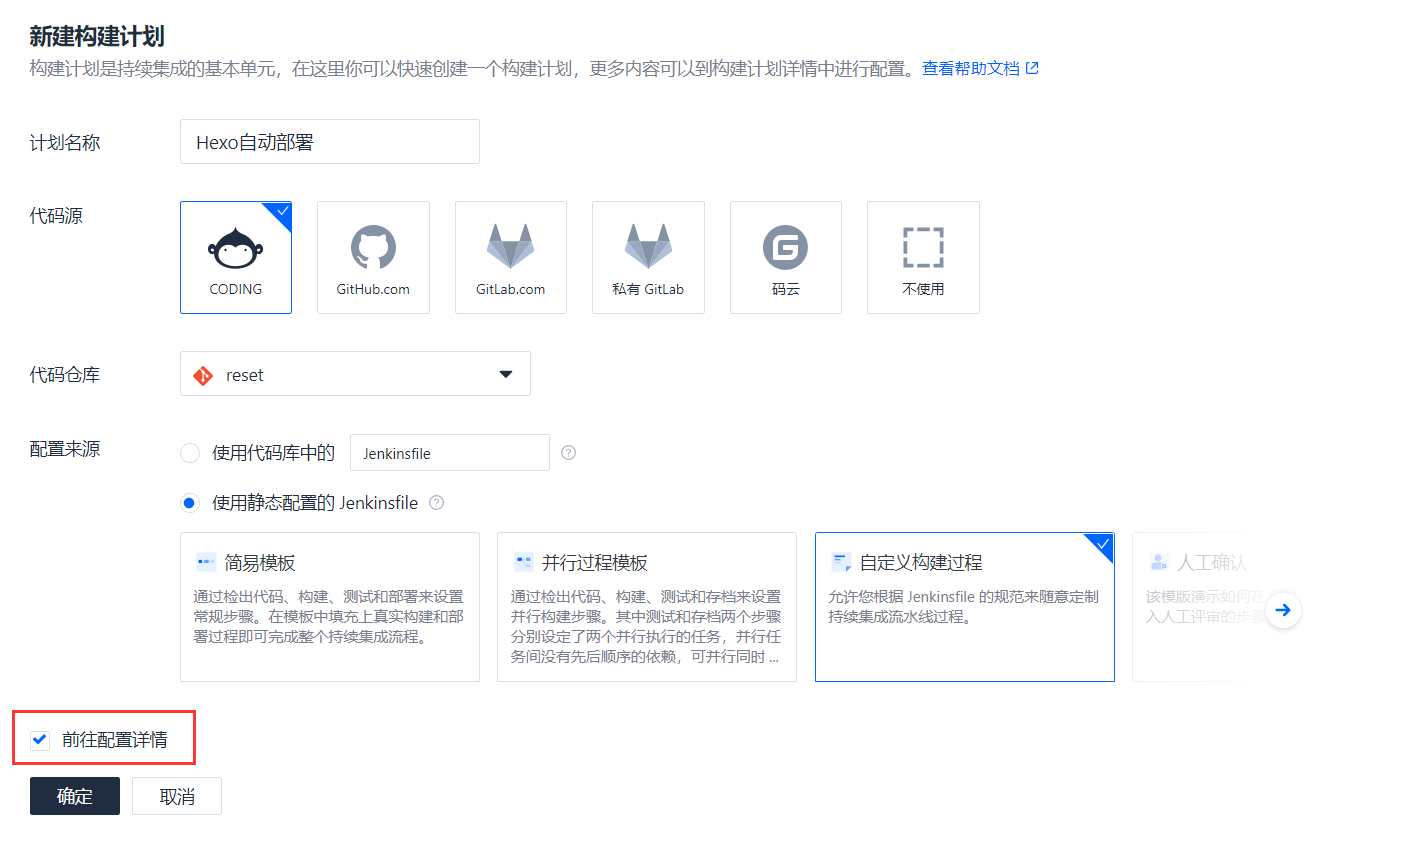 新建构建计划
构建计划是持续集成的基本单元，在这里你可以快速创建一个构建计划，更多内容可以到构建计划详情中进行配置。查看帮助文档
计划名称
Hexo自动部署
代码源
CODING
GitHub.com
GitLab.com
私有 GitLab
码云
不使用
代码仓库
reset
配置来源
使用代码库中的
Jenkinsfile
使用静态配置的 Jenkinsfile
简易模板
通过检出代码、构建、测试和部署来设置
常规步骤。在模板中填充上真实构建和部
署过程即可完成整个持续集成流程。
并行过程模板
通过检出代码、构建、测试和存档来设置
并行构建步骤。其中测试和存档两个步骤
分别设定了两个并行执行的任务，并行任
务间没有先后顺序的依赖，可并行同时 ...
自定义构建过程
允许您根据 Jenkinsfile 的规范来随意定制
持续集成流水线过程。
人工确认
该模版演示如何在
入人工评审的步骤
前往配置详情
确定
取消